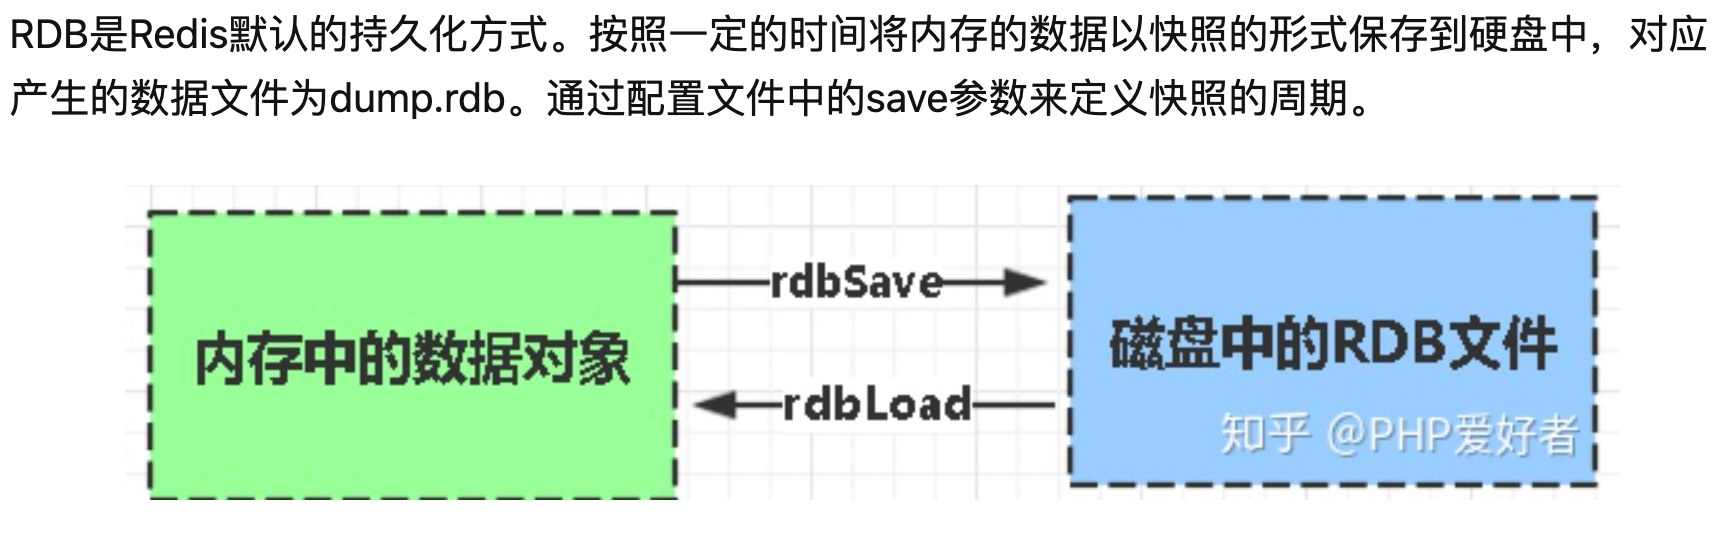 RDB是Redis默认的持久化方式。按照一定的时间将内存的数据以快照的形式保存到硬盘中，对应
产生的数据文件为dump.rdb。通过配置文件中的save参数来定义快照的周期。
rdbSave
内存中的数据对象
磁盘中的RDB文件
rdbLoad
知乎 @PHP爱好者